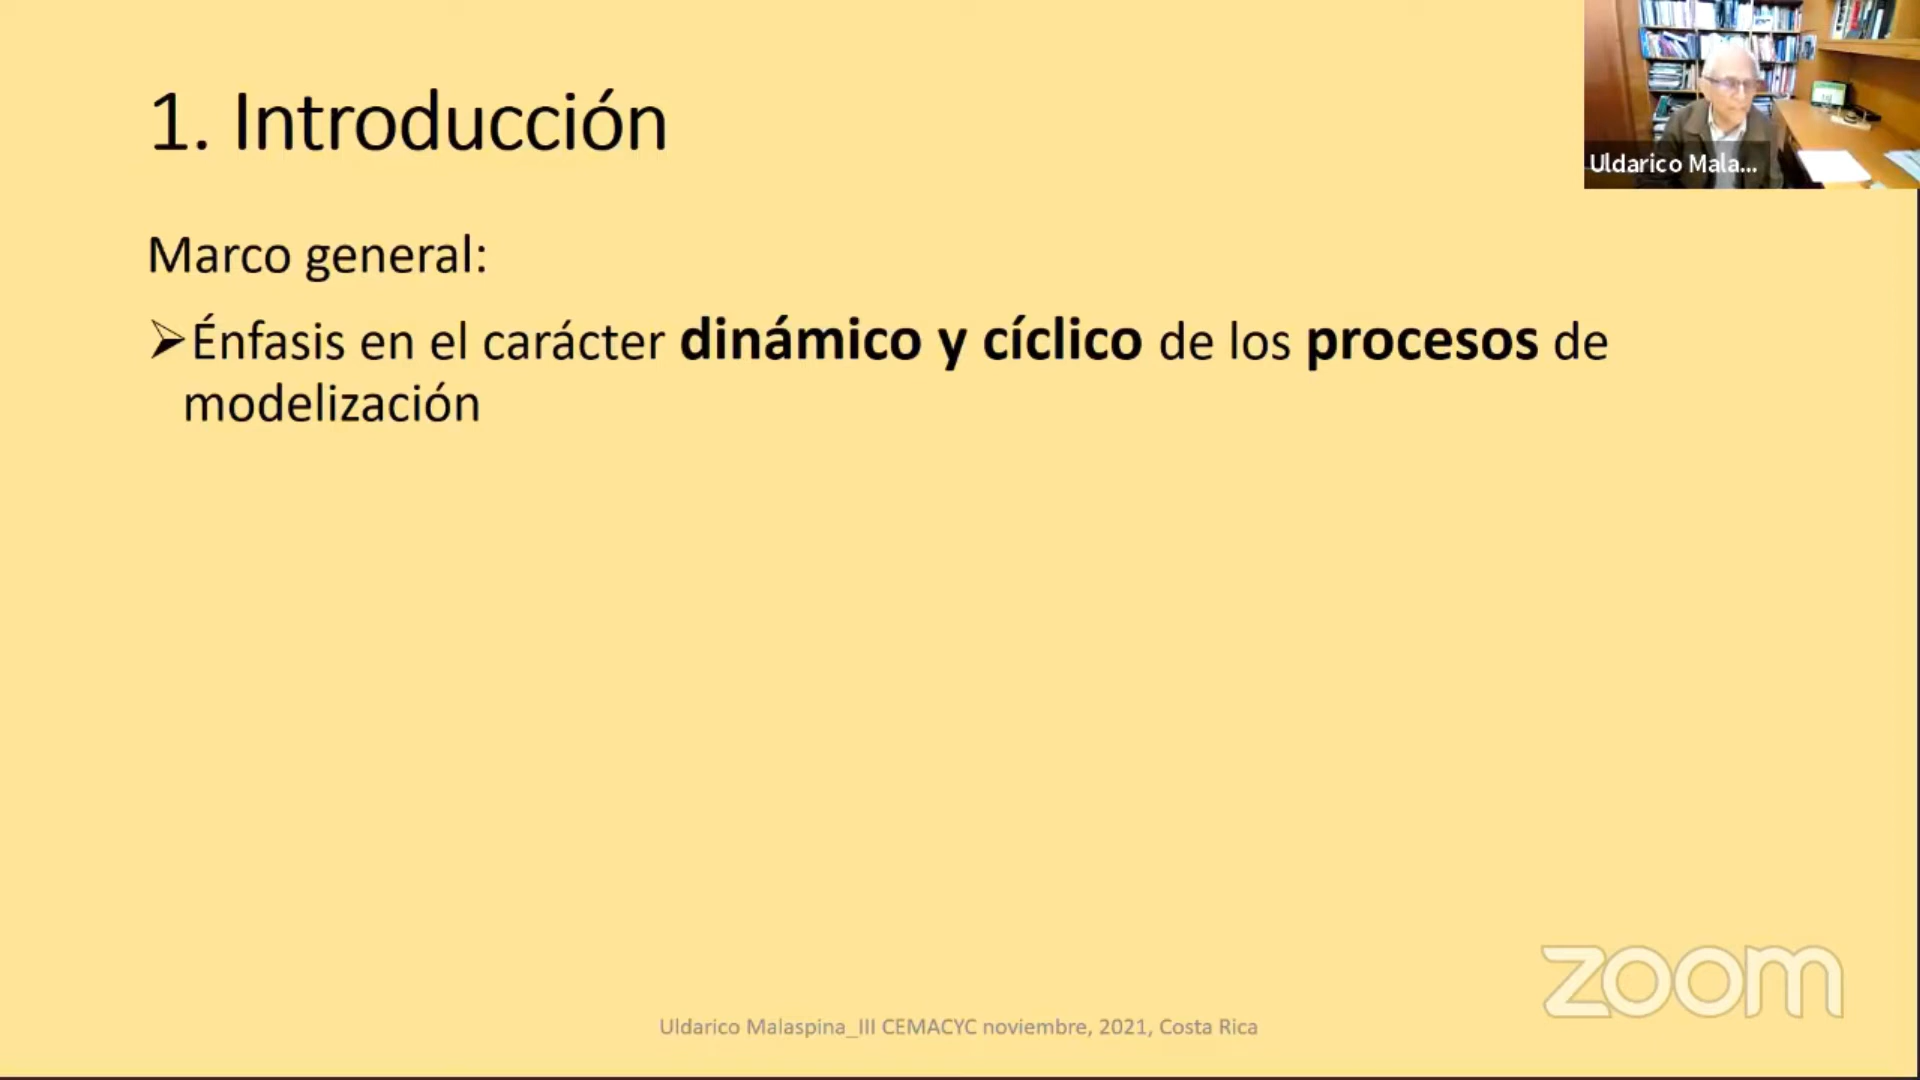 1. Introducción
Uldarico Mala...
Marco general:
➢Énfasis en el carácter dinámico y cíclico de los procesos de
modelización
zoom
Uldarico Malaspina_III CEMACYC noviembre, 2021, Costa Rica